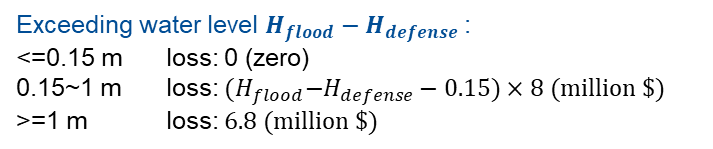 Exceeding water level H_flood − H_defense :
<=0.15 m loss: 0 (zero)
0.15~1 m loss: (H_flood−H_defense − 0.15) × 8 (million $)
>=1 m loss: 6.8 (million $)